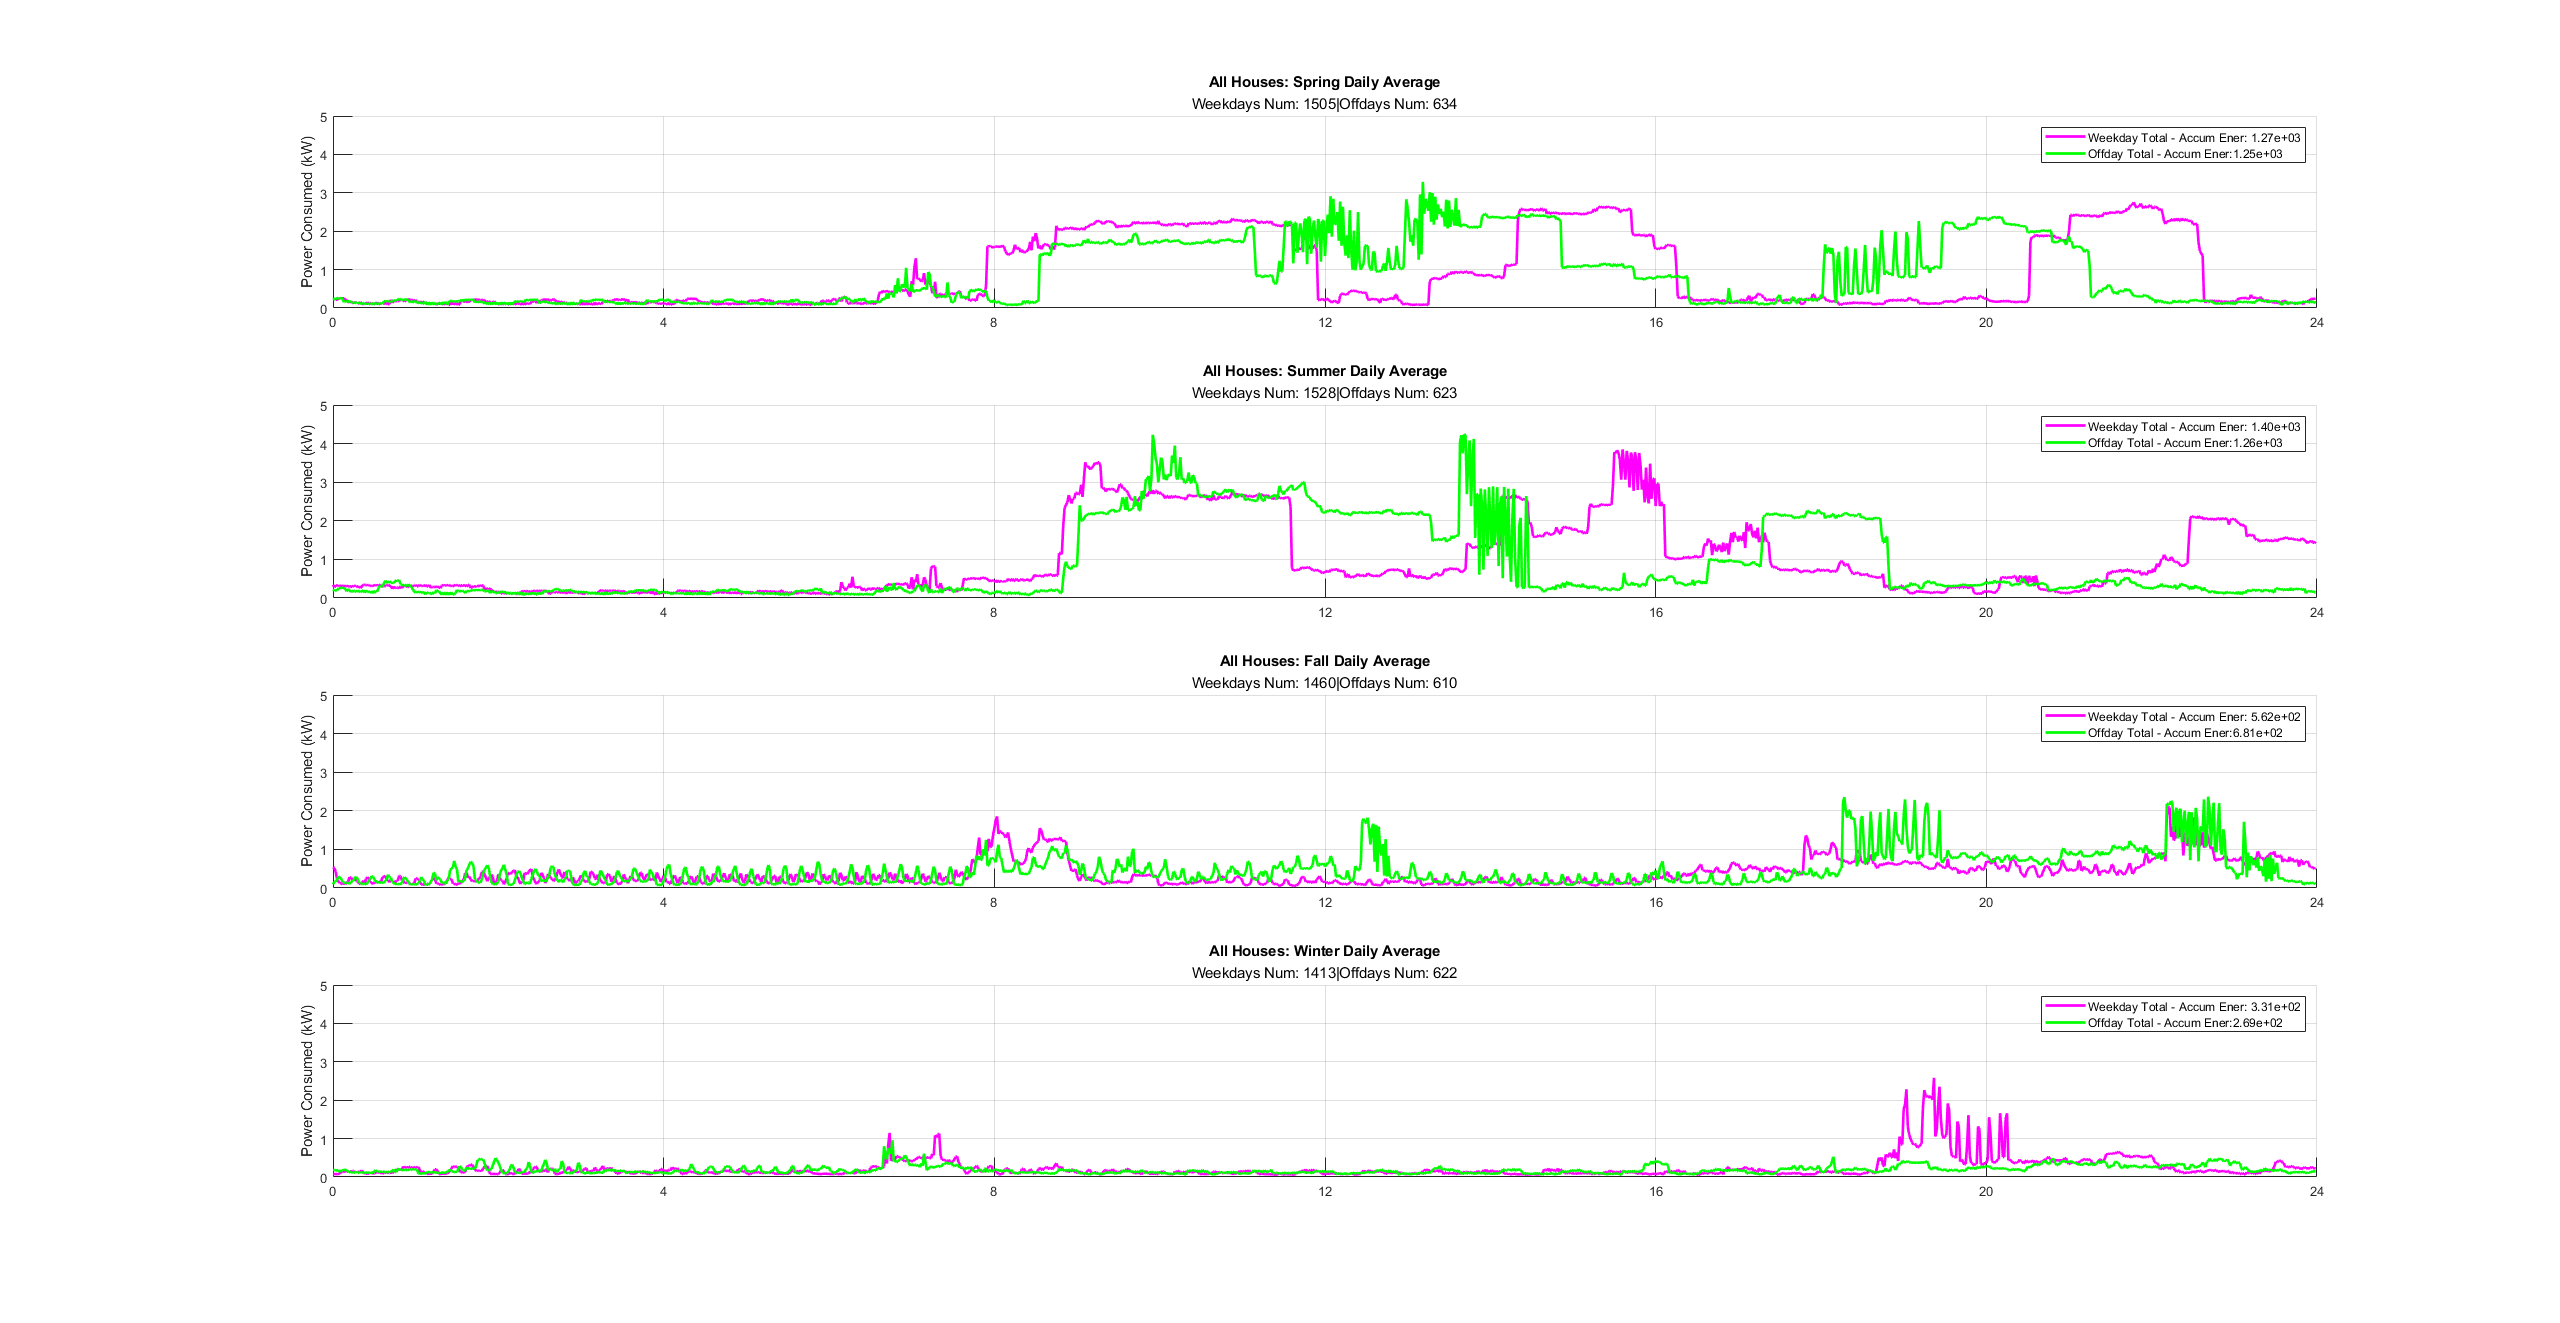 All Houses: Spring Daily Average
Weekdays Num: 1505|Offdays Num: 634
Power Consumed (kW)
5
4
3
2
1
0
0 4 8 12 16 20 24
Weekday Total - Accum Ener: 1.27e+03
Offday Total - Accum Ener:1.25e+03
All Houses: Summer Daily Average
Weekdays Num: 1528|Offdays Num: 623
Power Consumed (kW)
5
4
3
2
1
0
0 4 8 12 16 20 24
Weekday Total - Accum Ener: 1.40e+03
Offday Total - Accum Ener:1.26e+03
All Houses: Fall Daily Average
Weekdays Num: 1460|Offdays Num: 610
Power Consumed (kW)
5
4
3
2
1
0
0 4 8 12 16 20 24
Weekday Total - Accum Ener: 5.62e+02
Offday Total - Accum Ener:6.81e+02
All Houses: Winter Daily Average
Weekdays Num: 1413|Offdays Num: 622
Power Consumed (kW)
5
4
3
2
1
0
0 4 8 12 16 20 24
Weekday Total - Accum Ener: 3.31e+02
Offday Total - Accum Ener:2.69e+02